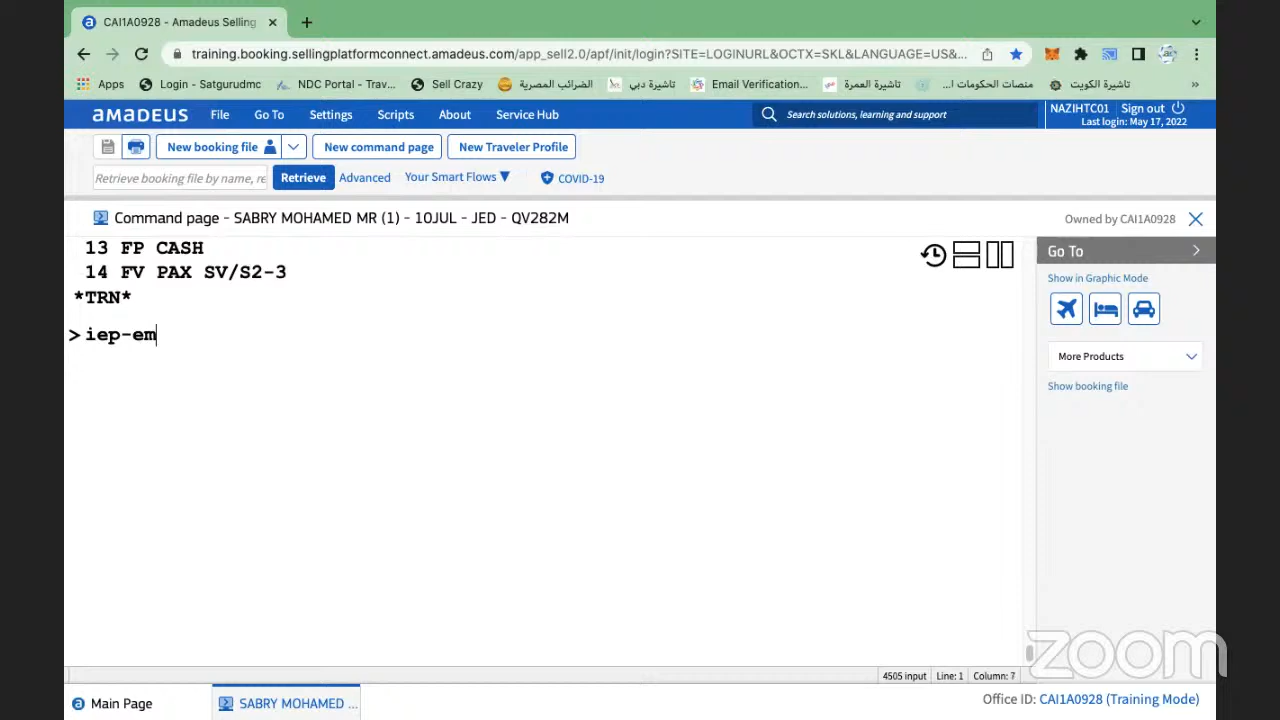 CAI1A0928 - Amadeus Selling
training.booking.sellingplatformconnect.amadeus.com/app_sell2.0/apf/init/login?SITE=LOGINURL&OCTX=SKL&LANGUAGE=US&...
Apps Login - Satgurudmc NDC Portal - Trav... Sell Crazy الضرائب المصرية تاشيرة دبي Email Verification... تاشيرة العمرة منصات الحكومات ا... تاشيرة الكويت »
amadeus File Go To Settings Scripts About Service Hub Search solutions, learning and support NAZIHTC01 Sign out
Last login: May 17, 2022
New booking file New command page New Traveler Profile
Retrieve booking file by name, re Retrieve Advanced Your Smart Flows COVID-19
Command page - SABRY MOHAMED MR (1) - 10JUL - JED - QV282M Owned by CAI1A0928
13 FP CASH
14 FV PAX SV/S2-3
*TRN*
> iep-em
Go To
Show in Graphic Mode
More Products
Show booking file
zoom
4505 input Line: 1 Column: 7
Main Page SABRY MOHAMED ... Office ID: CAI1A0928 (Training Mode)